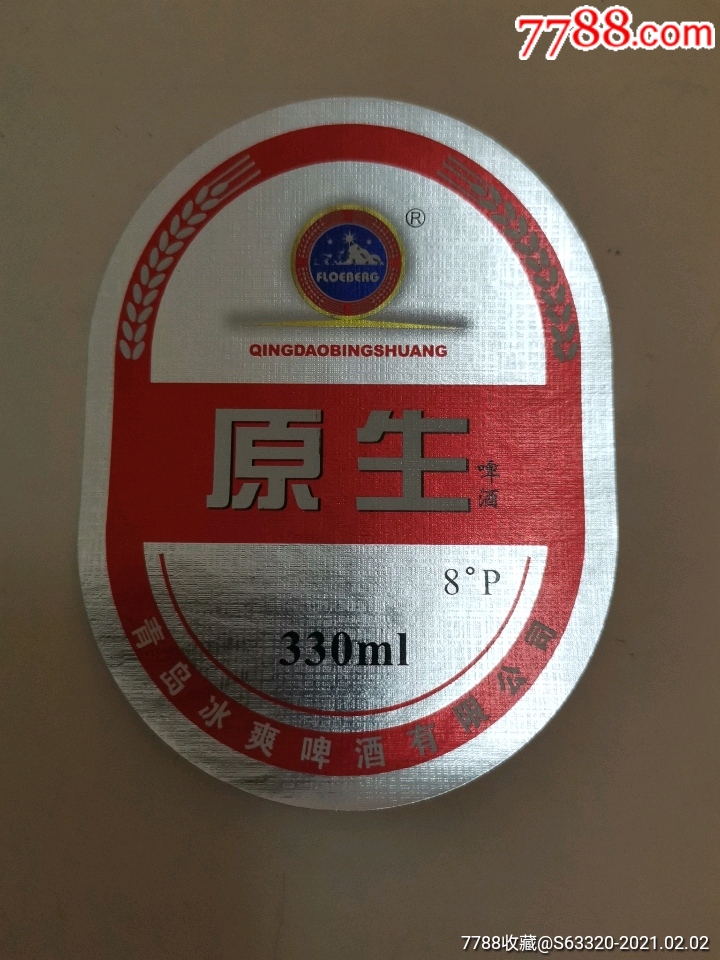 7788.com
®
FLOEBERG
QINGDAOBINGSHUANG
原生
啤酒
8°P
330ml
青岛冰爽啤酒有限公司
7788收藏@S63320-2021.02.02